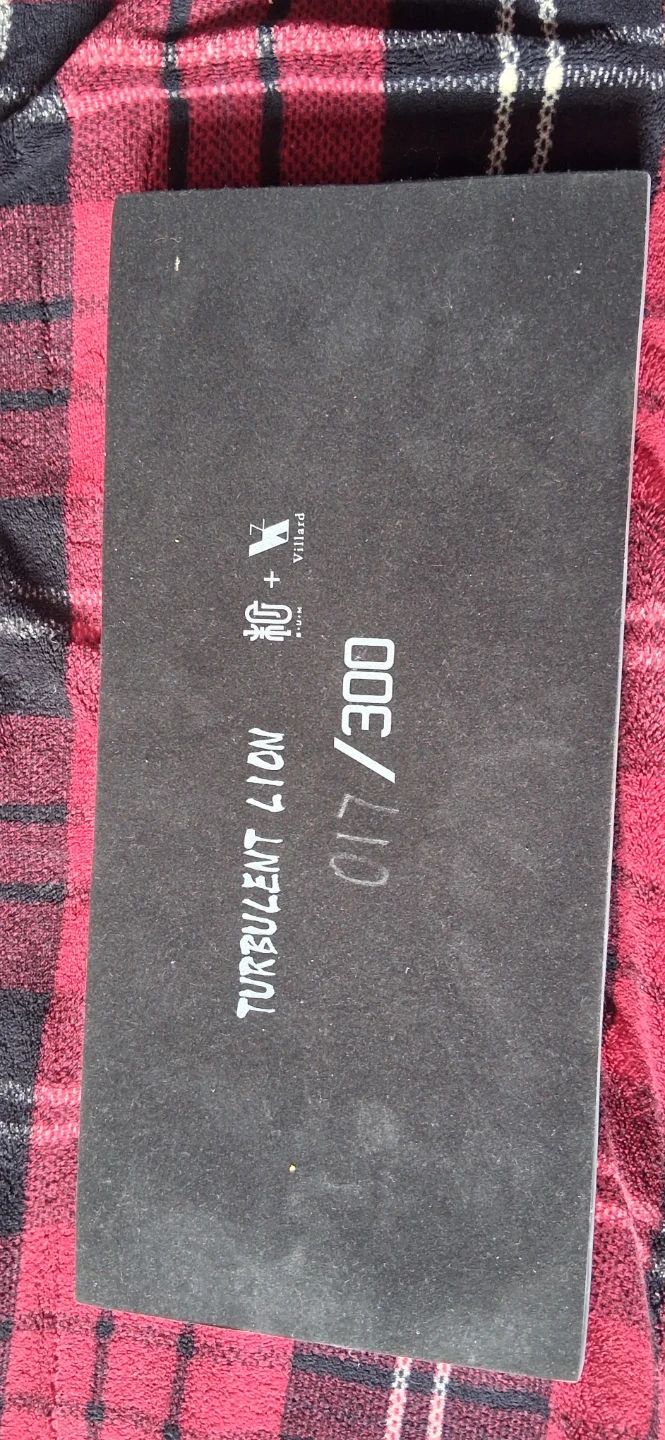 TURBULENT LION
+
Villard
017/300